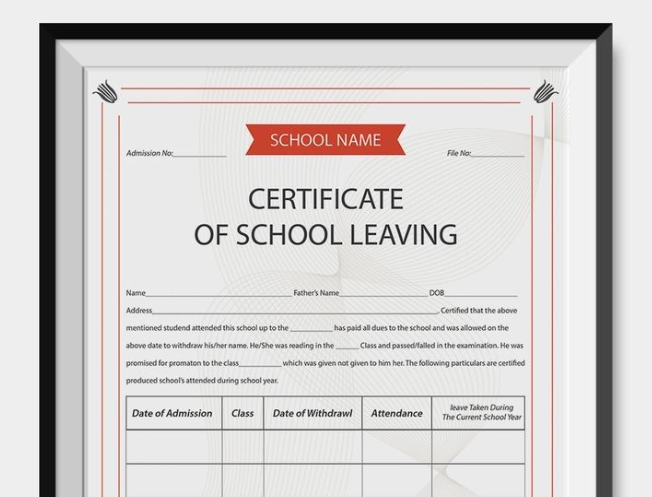 SCHOOL NAME
Admission No:____________ File No:____________
CERTIFICATE
OF SCHOOL LEAVING
Name____________ Father's Name____________ DOB____________
Address____________. Certified that the above
mentioned studend attended this school up to the ____________ has paid all dues to the school and was allowed on the
above date to withdraw his/her name. He/She was reading in the ______ Class and passed/falled in the examination. He was
promised for promaton to the class____________ which was given not given to him her. The following particulars are certified
produced school's attended during school year.
Date of Admission Class Date of Withdrawl Attendance leave Taken During
The Current School Year